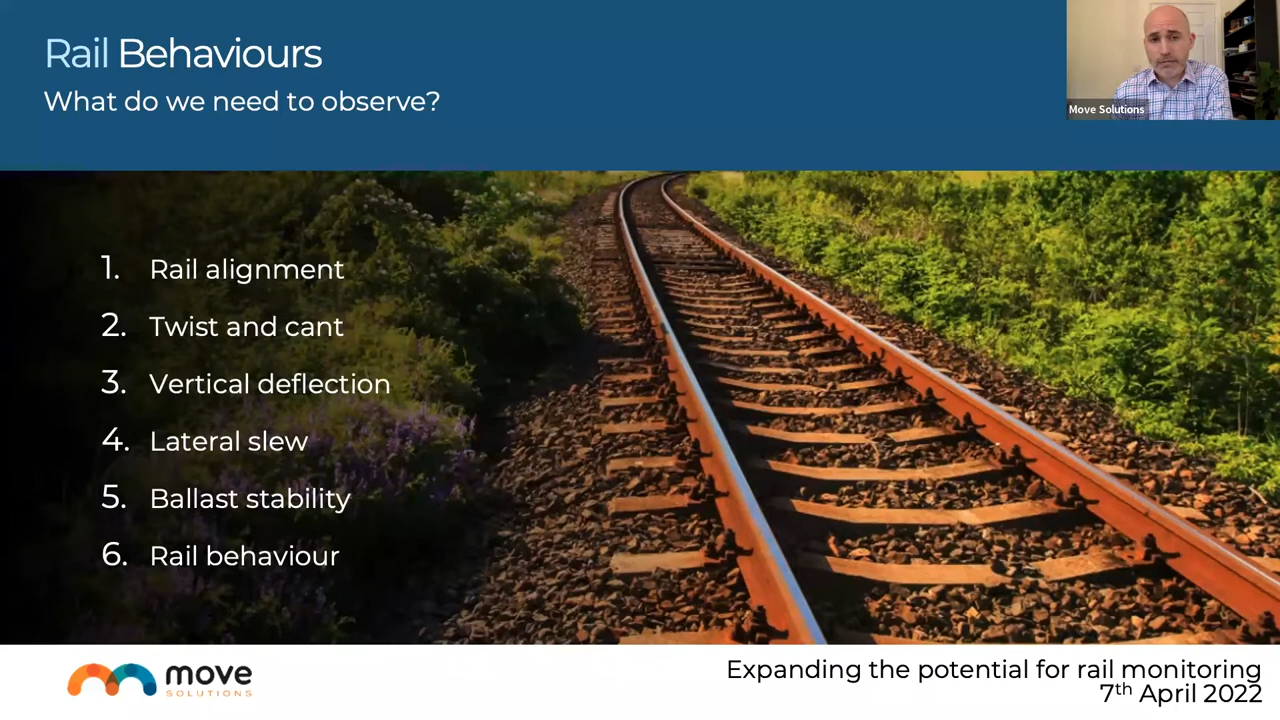 Rail Behaviours
What do we need to observe?
Move Solutions
1. Rail alignment
2. Twist and cant
3. Vertical deflection
4. Lateral slew
5. Ballast stability
6. Rail behaviour
move
SOLUTIONS
Expanding the potential for rail monitoring
7th April 2022